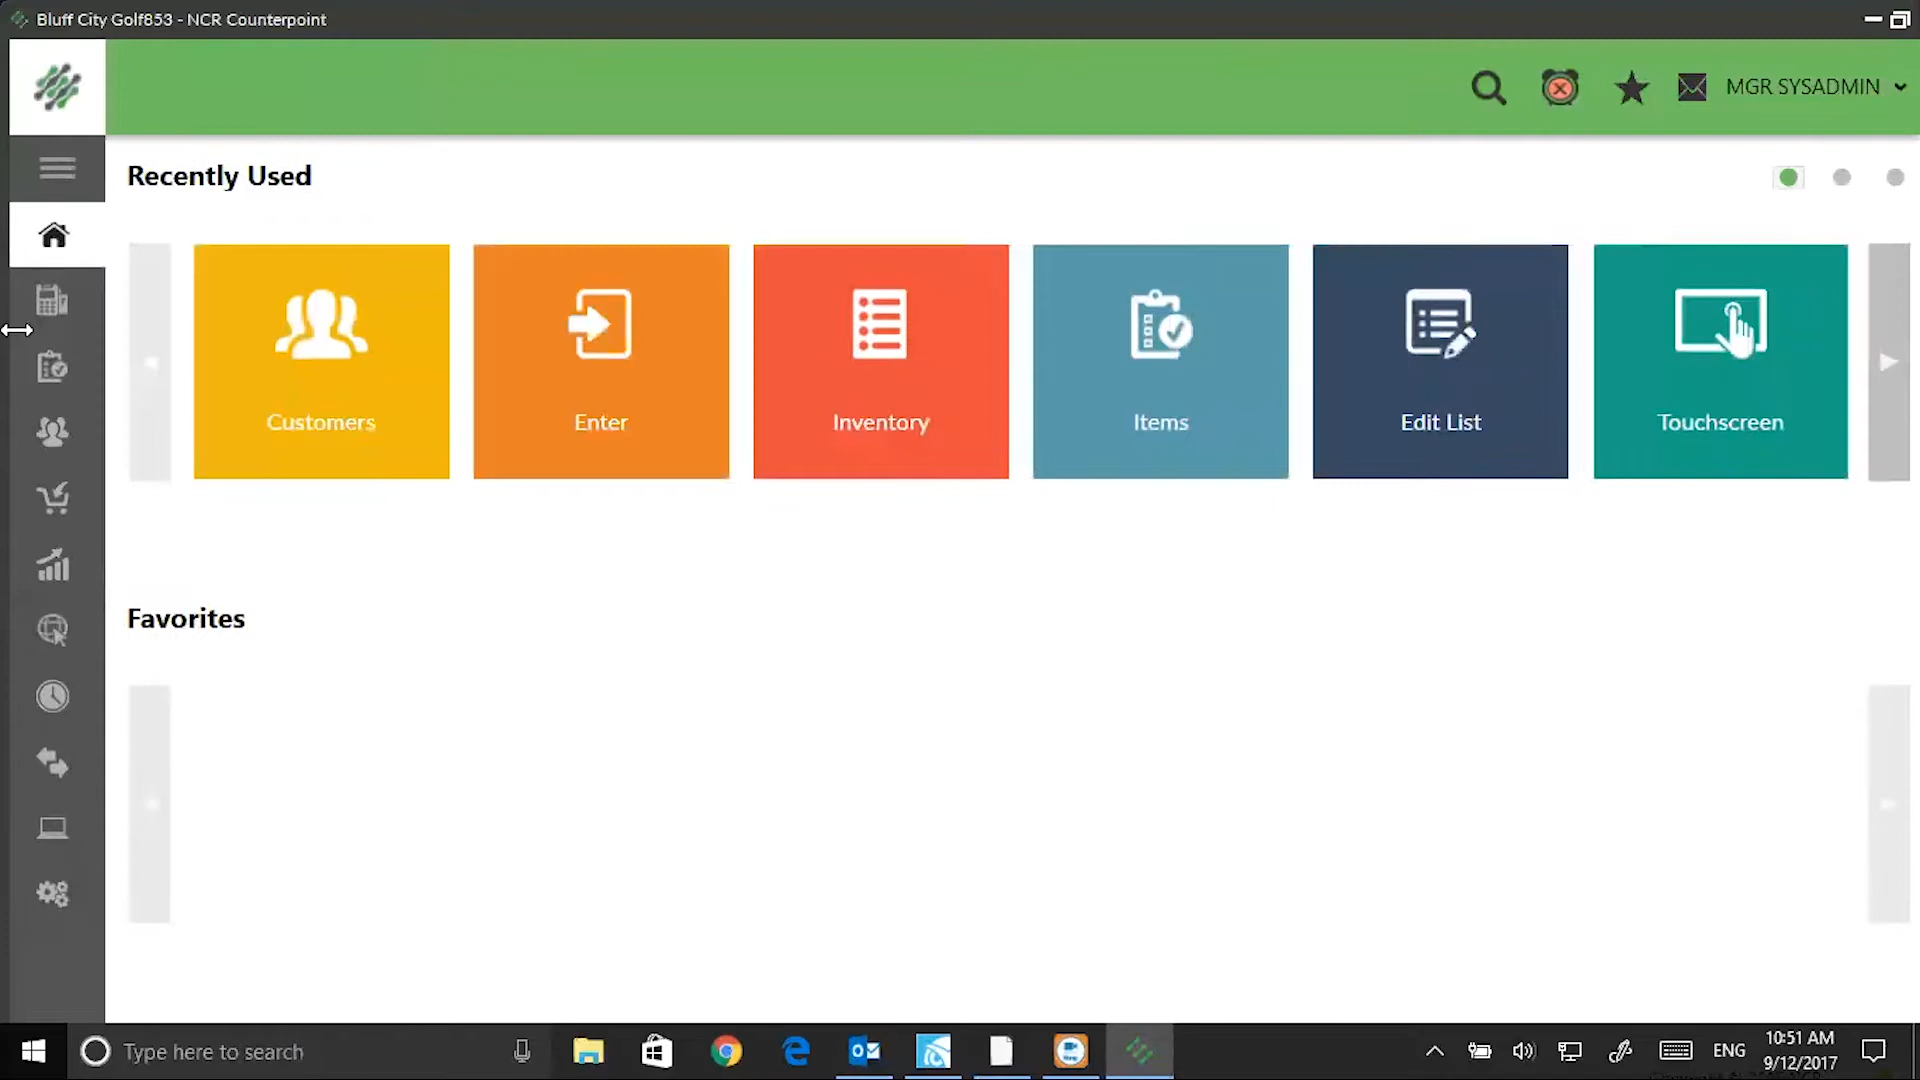 Bluff City Golf853 - NCR Counterpoint
MGR SYSADMIN
Recently Used
Customers
Enter
Inventory
Items
Edit List
Touchscreen
Favorites
Type here to search
ENG
10:51 AM
9/12/2017